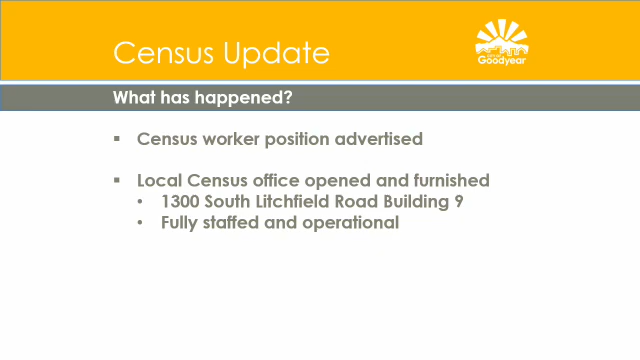 Census Update
Goodyear
What has happened?
▪ Census worker position advertised
▪ Local Census office opened and furnished
• 1300 South Litchfield Road Building 9
• Fully staffed and operational